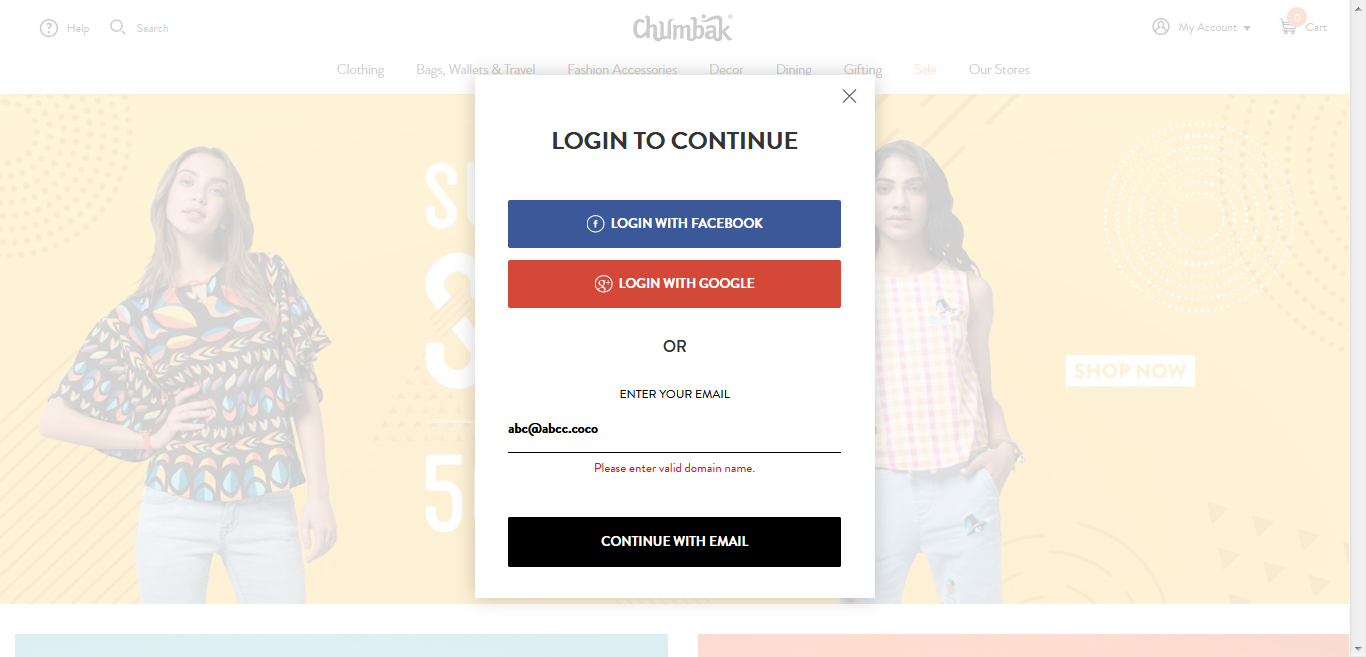 Help
Search
Chumbak
My Account
0
Cart
Clothing
Bags, Wallets & Travel
Fashion Accessories
Decor
Dining
Gifting
Sale
Our Stores
LOGIN TO CONTINUE
f LOGIN WITH FACEBOOK
g+ LOGIN WITH GOOGLE
OR
ENTER YOUR EMAIL
abc@abcc.coco
Please enter valid domain name.
CONTINUE WITH EMAIL
SHOP NOW